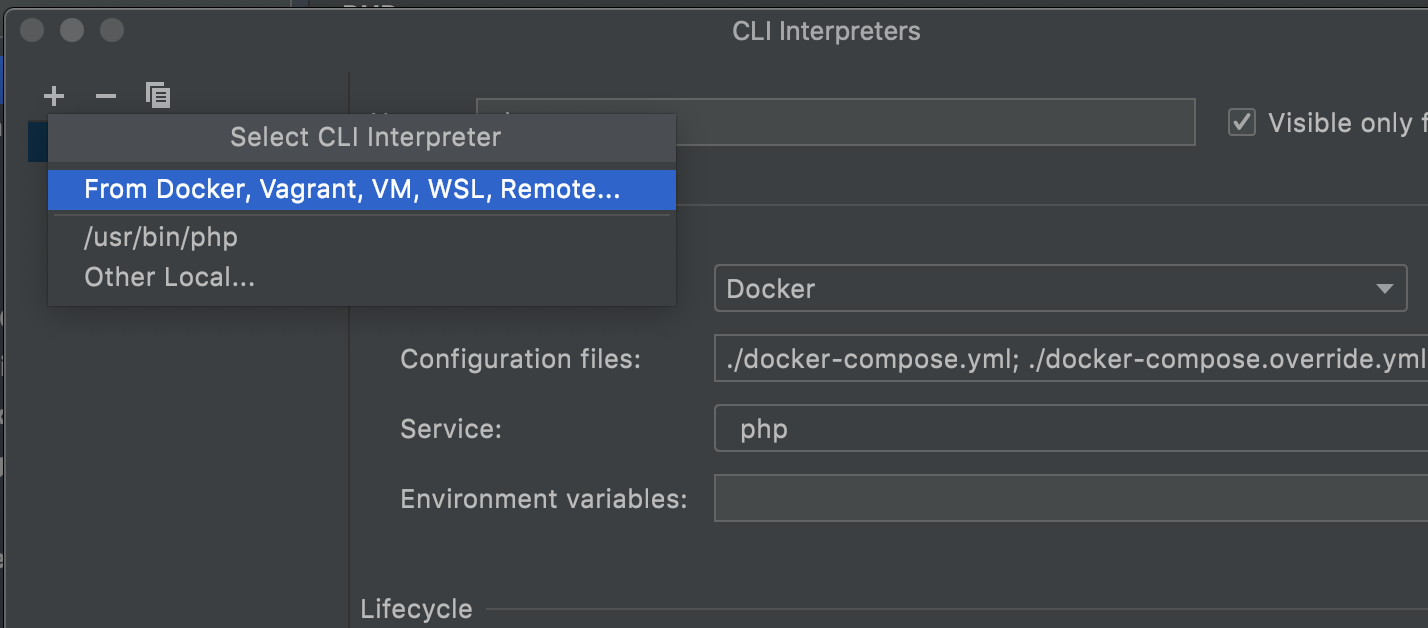 CLI Interpreters
Select CLI Interpreter
Visible only
From Docker, Vagrant, VM, WSL, Remote...
/usr/bin/php
Other Local...
Docker
Configuration files: ./docker-compose.yml; ./docker-compose.override.yml
Service: php
Environment variables:
Lifecycle